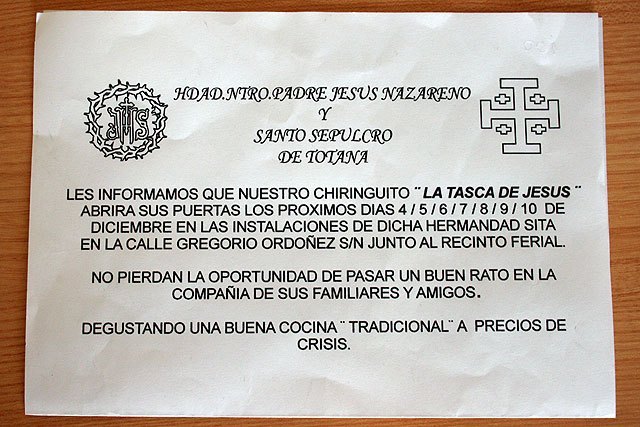 HDAD.NTRO.PADRE JESUS NAZARENO
Y
SANTO SEPULCRO
DE TOTANA
JHS
LES INFORMAMOS QUE NUESTRO CHIRINGUITO ¨ LA TASCA DE JESUS ¨
ABRIRA SUS PUERTAS LOS PROXIMOS DIAS 4 / 5 / 6 / 7 / 8 / 9 / 10 DE
DICIEMBRE EN LAS INSTALACIONES DE DICHA HERMANDAD SITA
EN LA CALLE GREGORIO ORDOÑEZ S/N JUNTO AL RECINTO FERIAL.
NO PIERDAN LA OPORTUNIDAD DE PASAR UN BUEN RATO EN LA
COMPAÑIA DE SUS FAMILIARES Y AMIGOS.
DEGUSTANDO UNA BUENA COCINA ¨ TRADICIONAL¨ A PRECIOS DE
CRISIS.